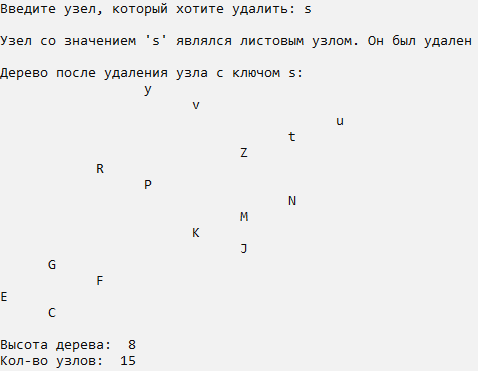 Введите узел, который хотите удалить: s
Узел со значением 's' являлся листовым узлом. Он был удален
Дерево после удаления узла с ключом s:
y
v
u
t
Z
R
P
N
M
K
J
G
F
E
C
Высота дерева: 8
Кол-во узлов: 15